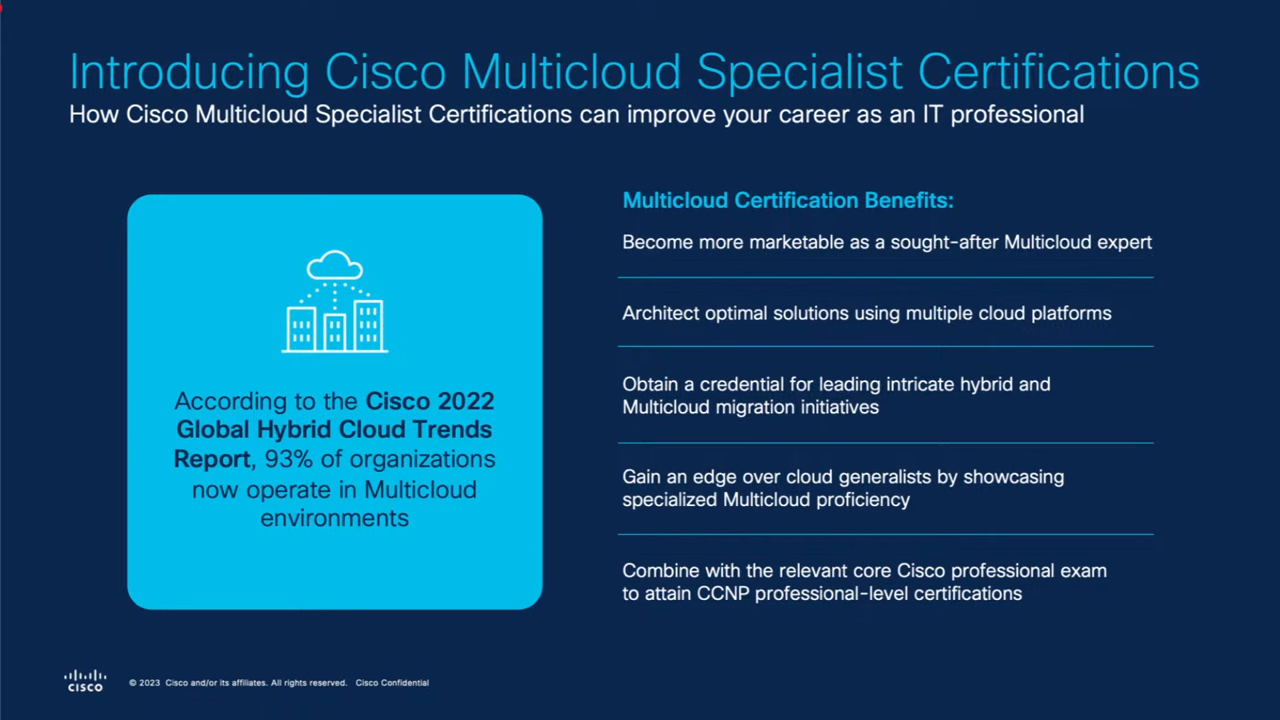 Introducing Cisco Multicloud Specialist Certifications
How Cisco Multicloud Specialist Certifications can improve your career as an IT professional
According to the Cisco 2022
Global Hybrid Cloud Trends
Report, 93% of organizations
now operate in Multicloud
environments
Multicloud Certification Benefits:
Become more marketable as a sought-after Multicloud expert
Architect optimal solutions using multiple cloud platforms
Obtain a credential for leading intricate hybrid and
Multicloud migration initiatives
Gain an edge over cloud generalists by showcasing
specialized Multicloud proficiency
Combine with the relevant core Cisco professional exam
to attain CCNP professional-level certifications
CISCO
© 2023 Cisco and/or its affiliates. All rights reserved. Cisco Confidential